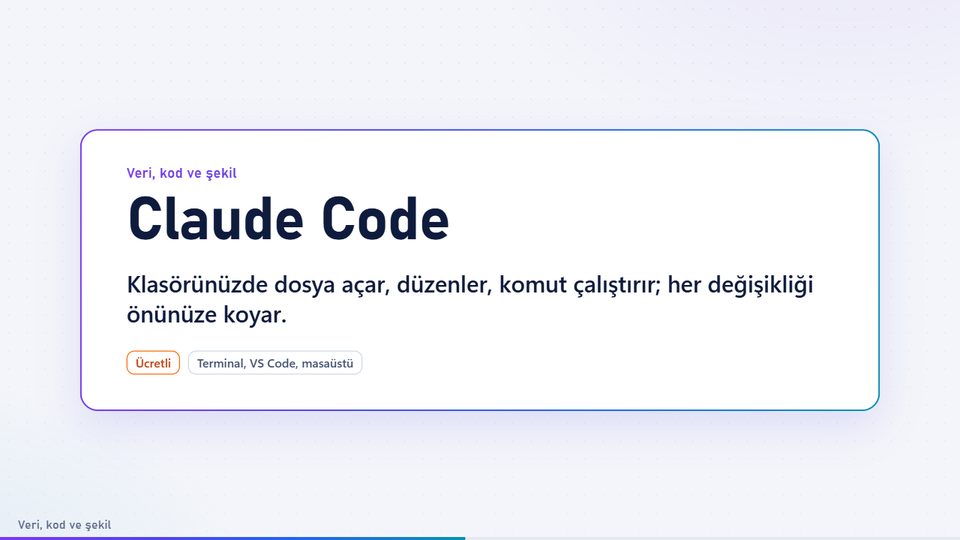 Veri, kod ve şekil
Claude Code
Klasörünüzde dosya açar, düzenler, komut çalıştırır; her değişikliği
önünüze koyar.
Ücretli
Terminal, VS Code, masaüstü
Veri, kod ve şekil